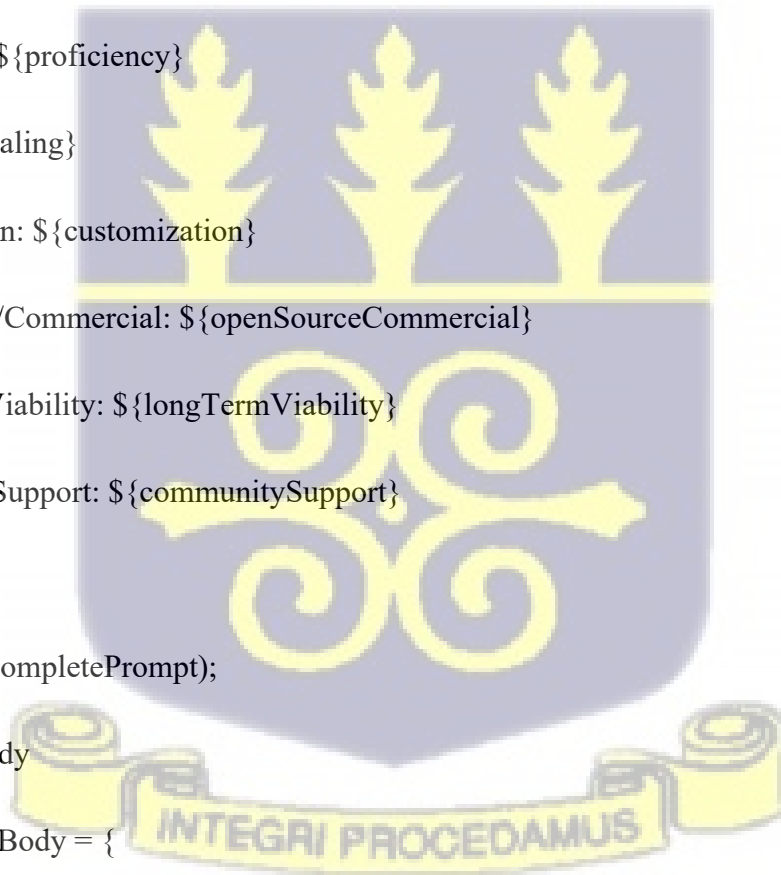 ${proficiency}
aling}
n: ${customization}
/Commercial: ${openSourceCommercial}
Viability: ${longTermViability}
Support: ${communitySupport}
ompletePrompt);
dy
Body = {
INTEGRI PROCEDAMUS